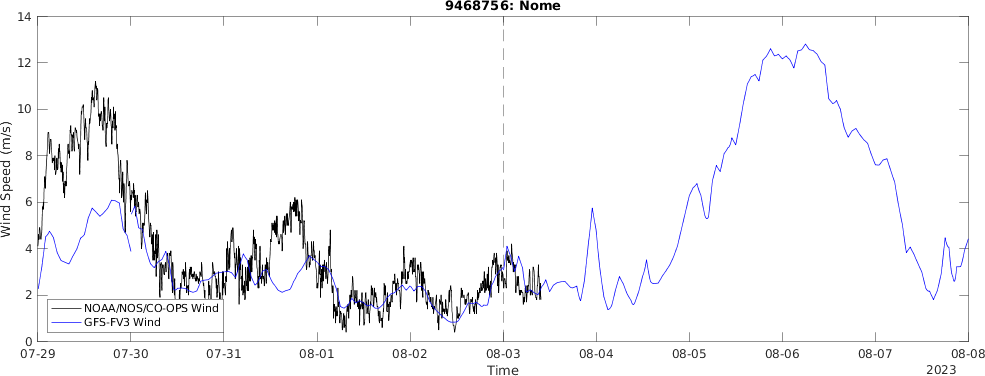 9468756: Nome
Wind Speed (m/s)
14
12
10
8
6
4
2
0
NOAA/NOS/CO-OPS Wind
GFS-FV3 Wind
07-29 07-30 07-31 08-01 08-02 08-03 08-04 08-05 08-06 08-07 08-08
Time
2023